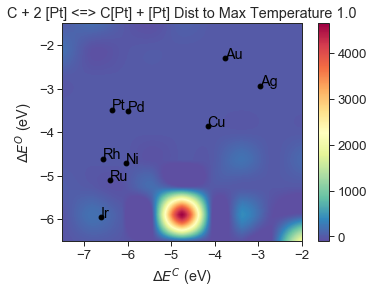 C + 2 [Pt] <=> C[Pt] + [Pt] Dist to Max Temperature 1.0
−2
−3
−4
−5
−6
ΔE^O (eV)
Au
Ag
Pt
Pd
Cu
Rh
Ni
Ru
Ir
−7
−6
−5
−4
−3
−2
ΔE^C (eV)
4000
3000
2000
1000
0